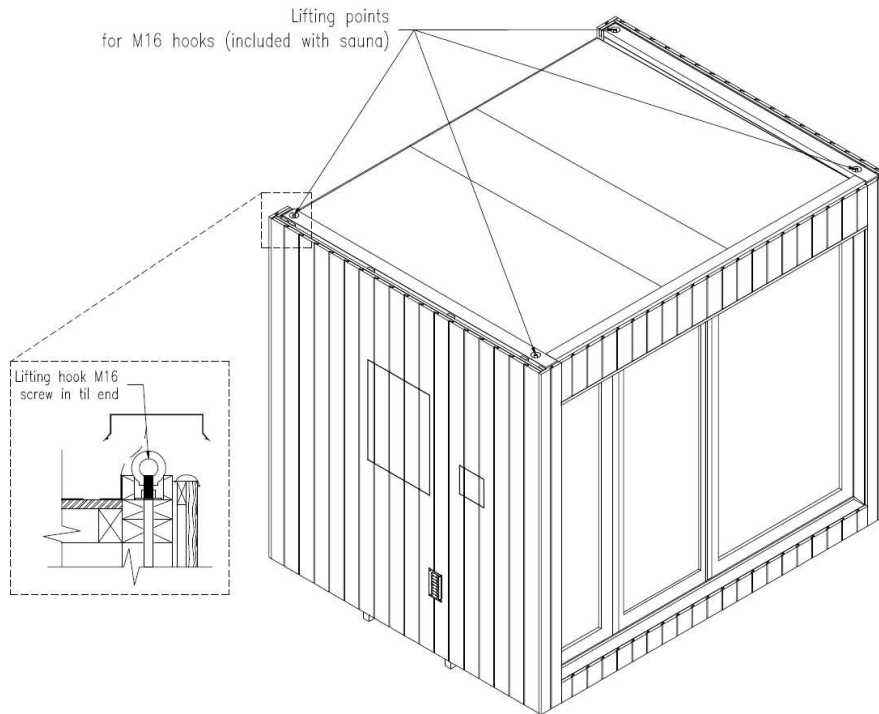 Lifting points
for M16 hooks (included with sauna)
Lifting hook M16
screw in til end